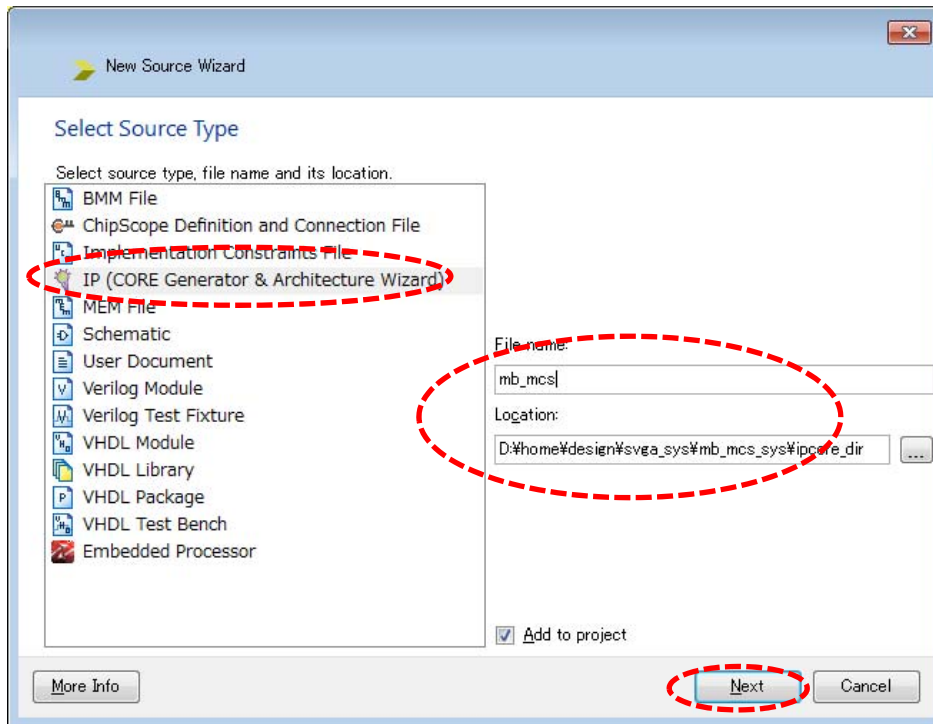 New Source Wizard
Select Source Type
Select source type, file name and its location.
BMM File
ChipScope Definition and Connection File
Implementation Constraints File
IP (CORE Generator & Architecture Wizard)
MEM File
Schematic
User Document
Verilog Module
Verilog Test Fixture
VHDL Module
VHDL Library
VHDL Package
VHDL Test Bench
Embedded Processor
File name:
mb_mcs
Location:
D:¥home¥design¥svga_sys¥mb_mcs_sys¥ipcore_dir
...
Add to project
More Info
Next
Cancel